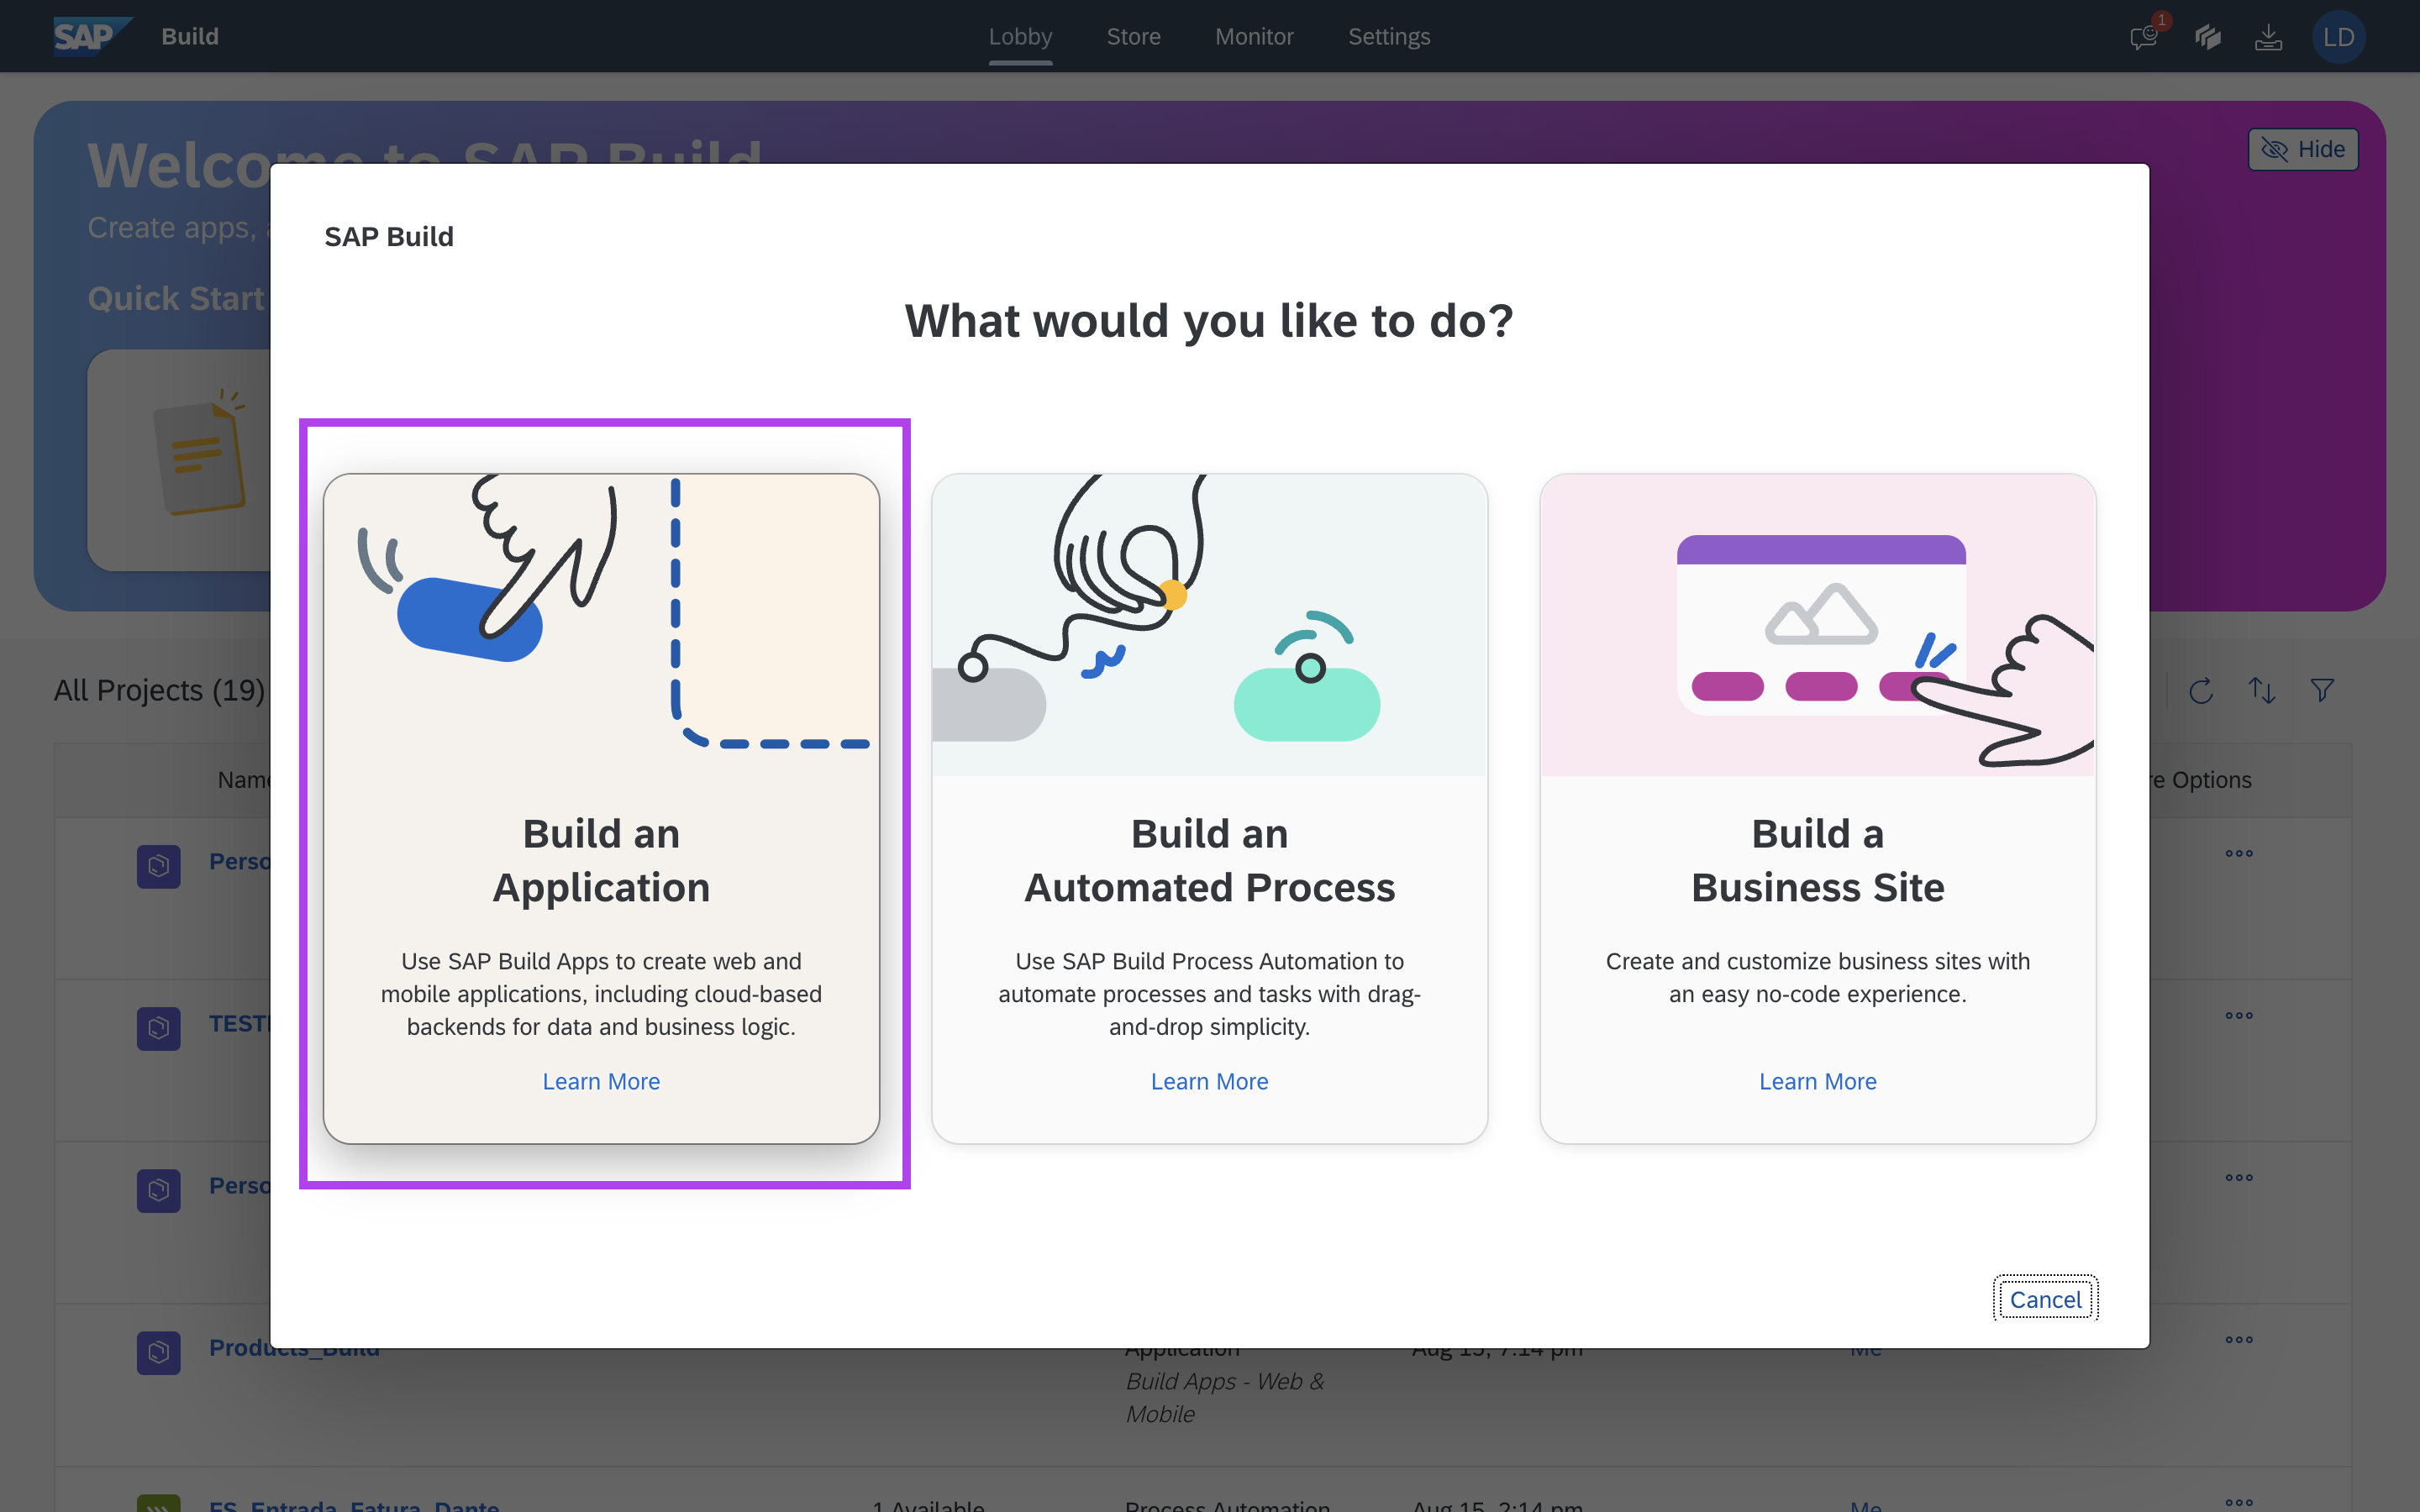 SAP Build
Lobby Store Monitor Settings
1
LD
Welcome to SAP Build
Hide
Create apps,
Quick Start
SAP Build
What would you like to do?
Build an
Application
Use SAP Build Apps to create web and
mobile applications, including cloud-based
backends for data and business logic.
Learn More
Build an
Automated Process
Use SAP Build Process Automation to
automate processes and tasks with drag-
and-drop simplicity.
Learn More
Build a
Business Site
Create and customize business sites with
an easy no-code experience.
Learn More
Cancel
All Projects (19)
Name
Options
Perso
TEST
Perso
Products_Build
Application
Aug 15, 7:14 pm
Me
Build Apps - Web &
Mobile
ES_Entrada_Fatura_Dante
1 Available
Process Automation
Aug 15, 2:14 pm
Me